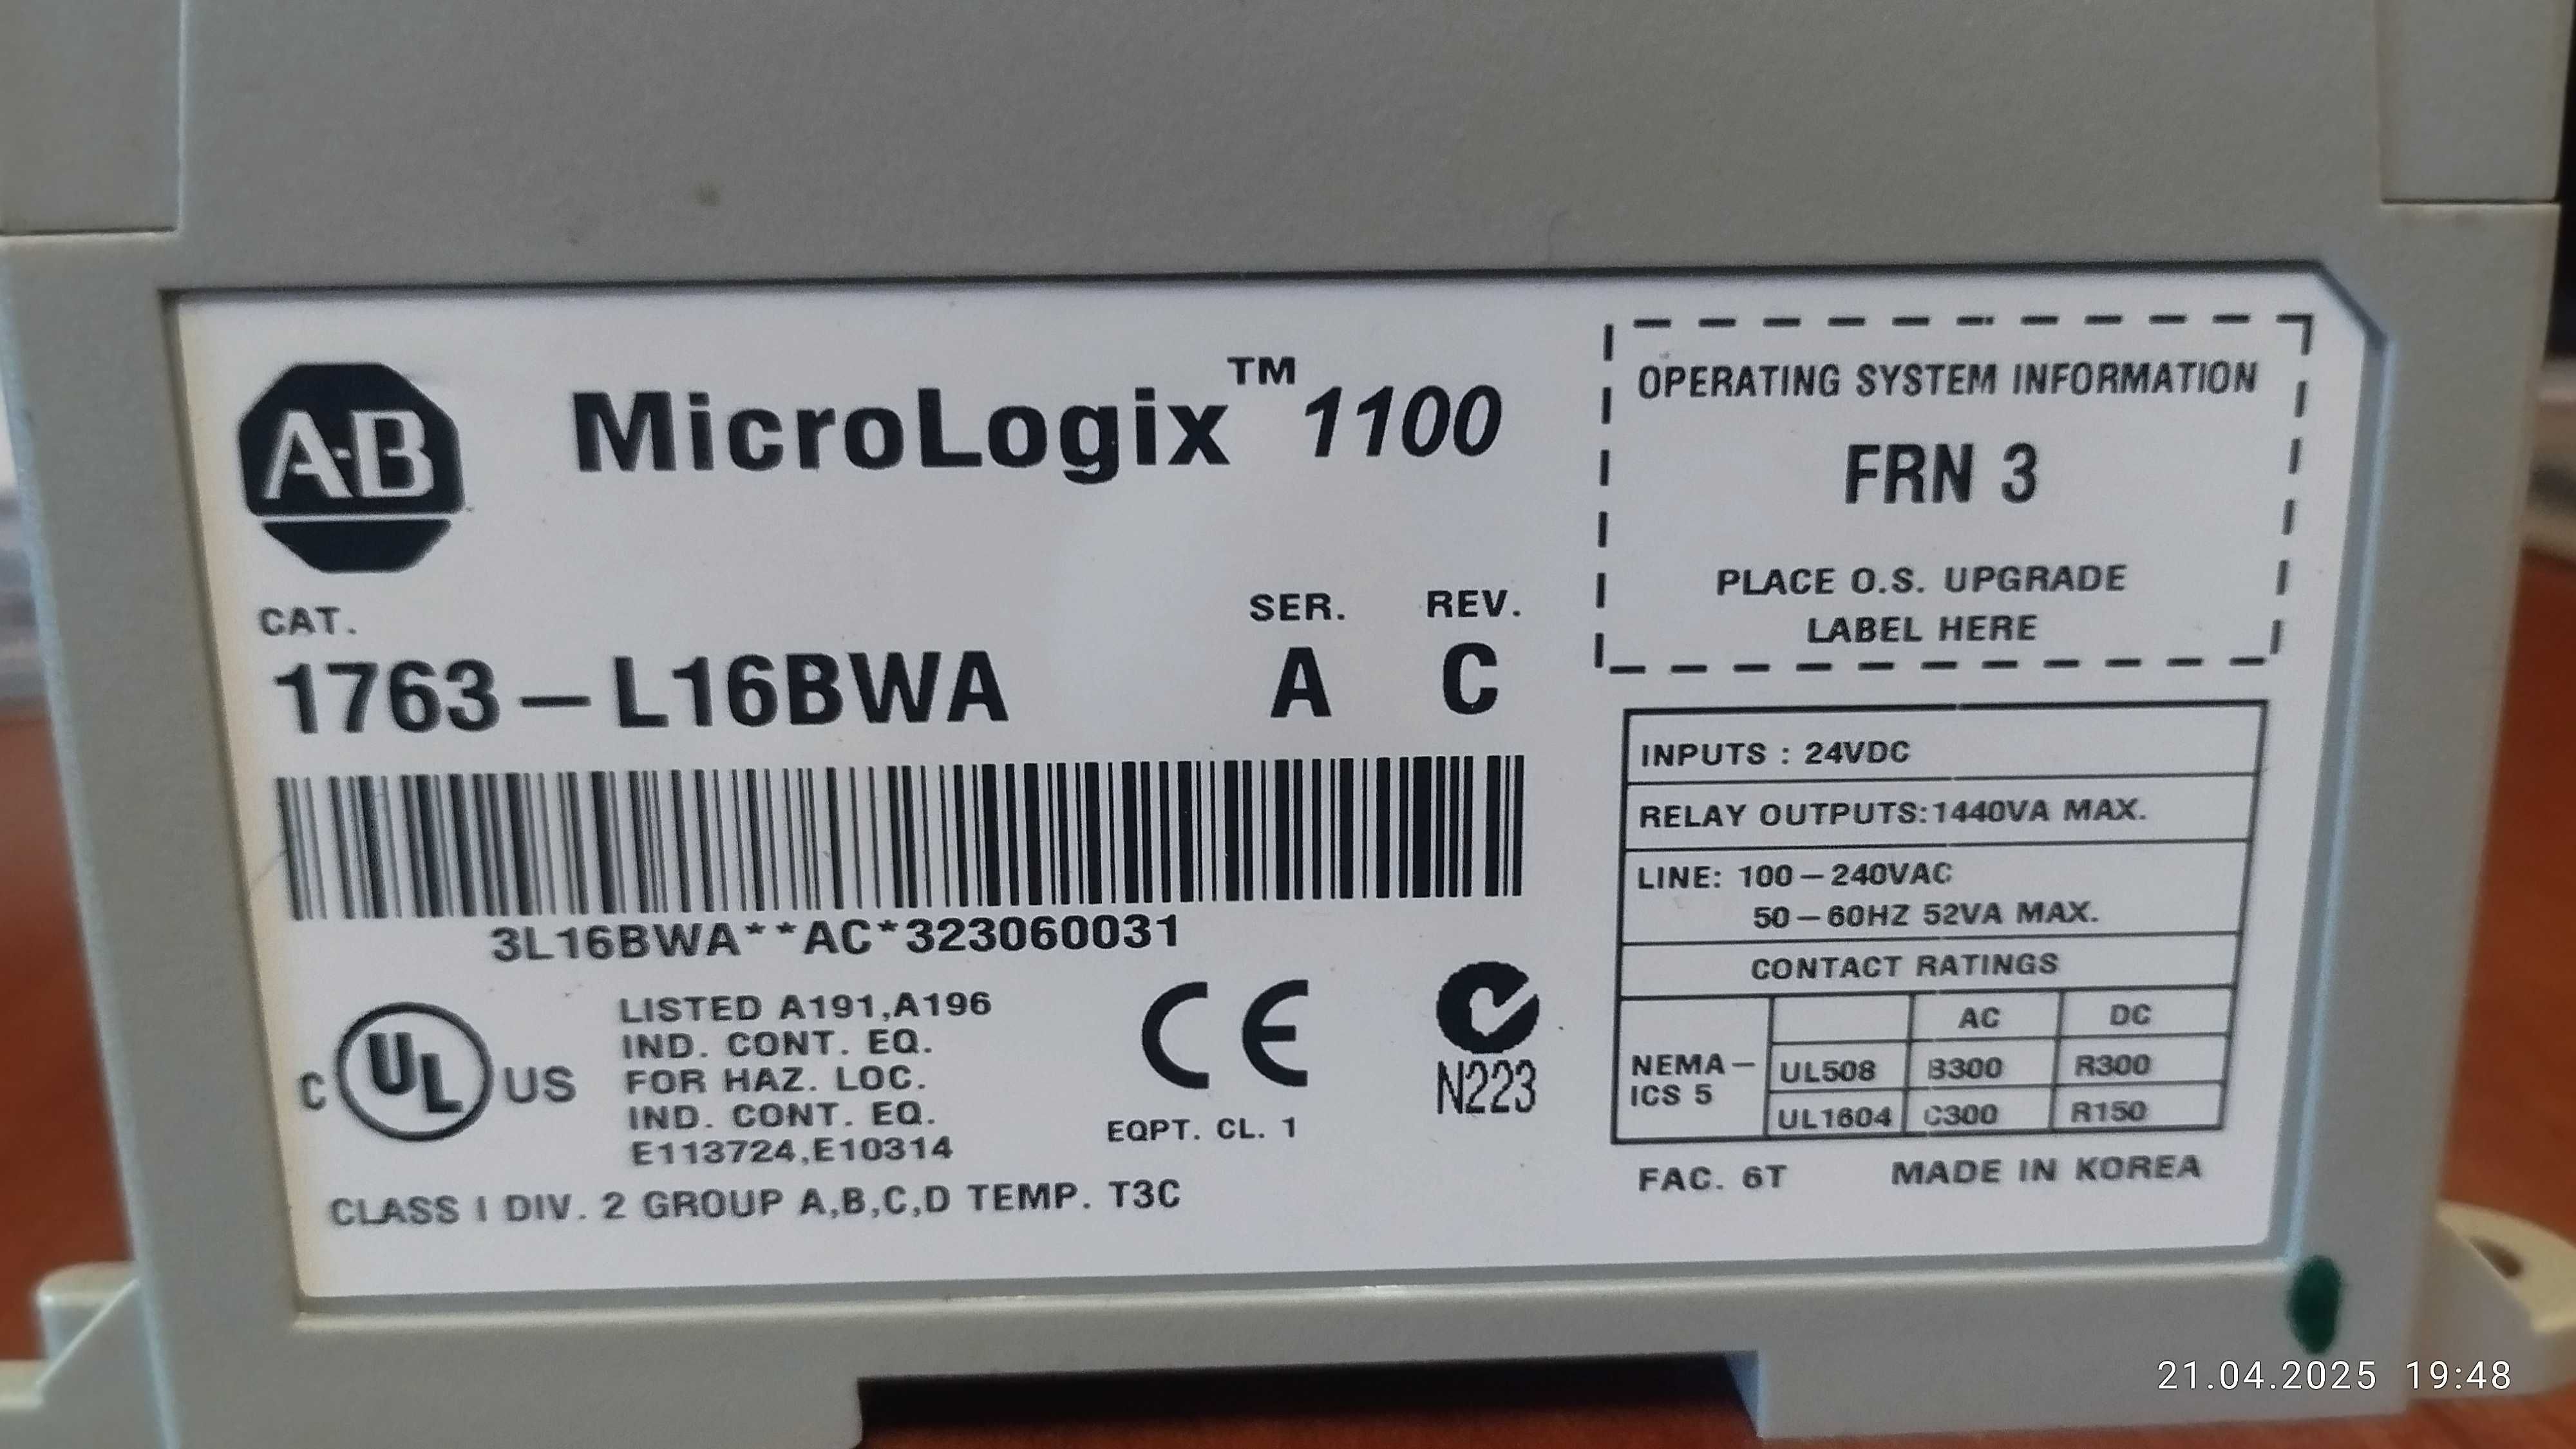 A-B
MicroLogix™ 1100
CAT.
SER. REV.
1763-L16BWA A C
3L16BWA**AC*323060031
C UL US
LISTED A191,A196
IND. CONT. EQ.
FOR HAZ. LOC.
IND. CONT. EQ.
E113724,E10314
CE
EQPT. CL. 1
N223
CLASS I DIV. 2 GROUP A,B,C,D TEMP. T3C
OPERATING SYSTEM INFORMATION
FRN 3
PLACE O.S. UPGRADE
LABEL HERE
INPUTS : 24VDC
RELAY OUTPUTS:1440VA MAX.
LINE: 100-240VAC
50-60HZ 52VA MAX.
CONTACT RATINGS
AC DC
NEMA-
ICS 5
UL508 B300 R300
UL1604 C300 R150
FAC. 6T MADE IN KOREA
21.04.2025 19:48